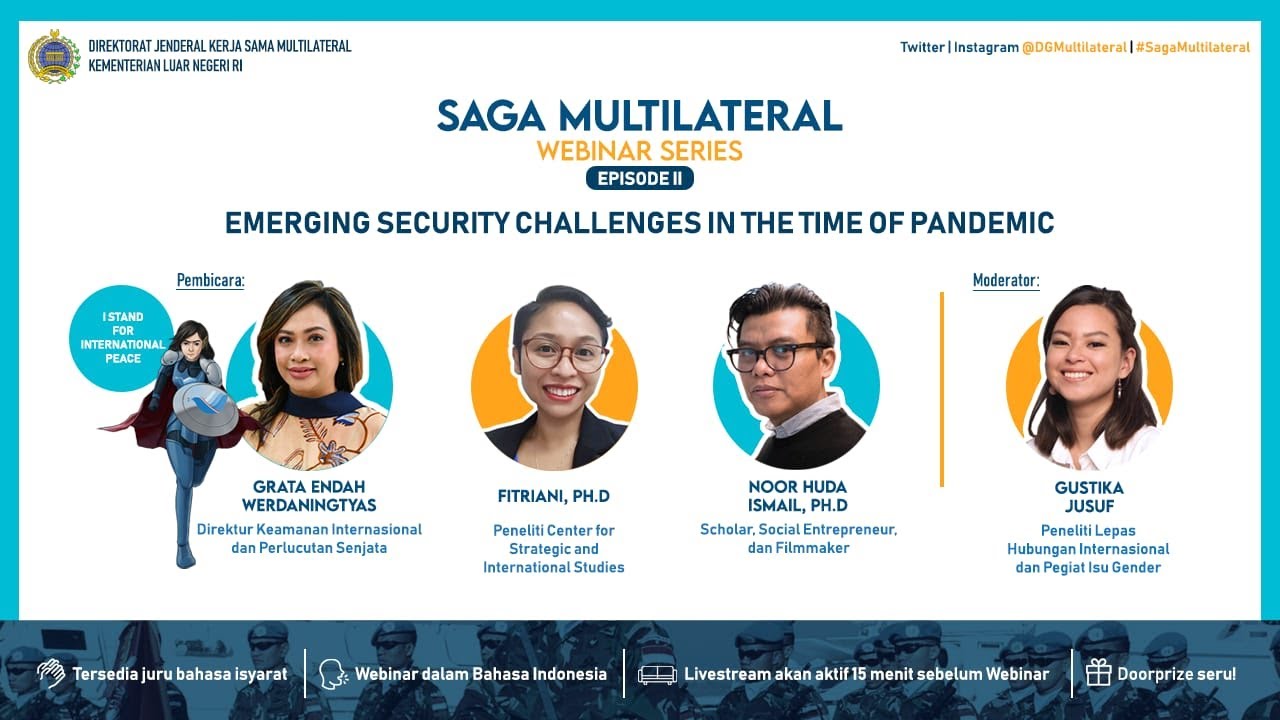 DIREKTORAT JENDERAL KERJA SAMA MULTILATERAL
KEMENTERIAN LUAR NEGERI RI
Twitter | Instagram @DGMultilateral | #SagaMultilateral
SAGA MULTILATERAL
WEBINAR SERIES
EPISODE II
EMERGING SECURITY CHALLENGES IN THE TIME OF PANDEMIC
Pembicara:
I STAND
FOR
INTERNATIONAL
PEACE
GRATA ENDAH
WERDANINGTYAS
Direktur Keamanan Internasional
dan Perlucutan Senjata
FITRIANI, PH.D
Peneliti Center for
Strategic and
International Studies
NOOR HUDA
ISMAIL, PH.D
Scholar, Social Entrepreneur,
dan Filmmaker
Moderator:
GUSTIKA
JUSUF
Peneliti Lepas
Hubungan Internasional
dan Pegiat Isu Gender
Tersedia juru bahasa isyarat
Webinar dalam Bahasa Indonesia
Livestream akan aktif 15 menit sebelum Webinar
Doorprize seru!